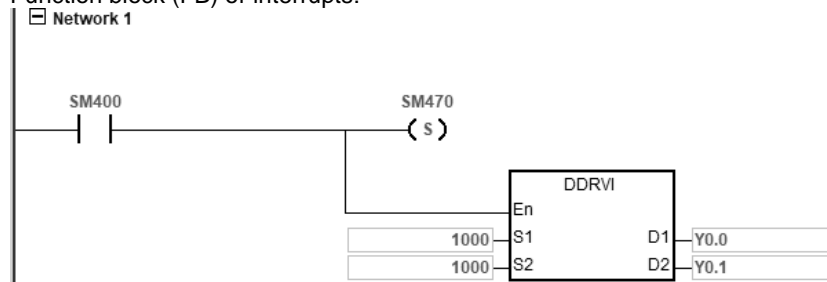 Function block (FB) or interrupts.
Network 1
SM400 SM470
( s )
DDRVI
En
1000 S1 D1 Y0.0
1000 S2 D2 Y0.1